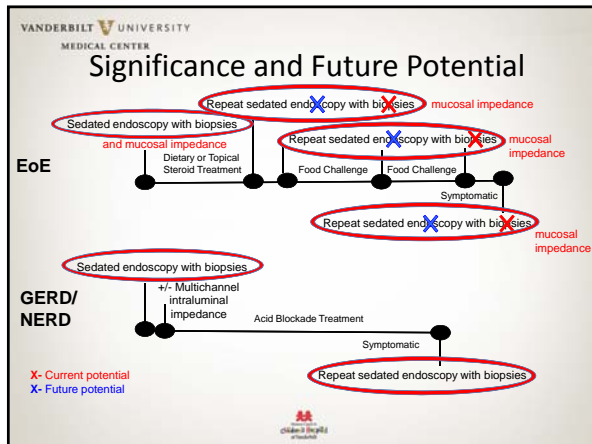 VANDERBILT V UNIVERSITY
MEDICAL CENTER
Significance and Future Potential
Repeat sedated endoscopy with biopsies
mucosal impedance
Sedated endoscopy with biopsies
and mucosal impedance
Repeat sedated endoscopy with biopsies
mucosal
impedance
EoE
Dietary or Topical
Steroid Treatment
Food Challenge
Food Challenge
Symptomatic
Repeat sedated endoscopy with biopsies
mucosal
impedance
Sedated endoscopy with biopsies
GERD/
NERD
+/- Multichannel
intraluminal
impedance
Acid Blockade Treatment
Symptomatic
Repeat sedated endoscopy with biopsies
X- Current potential
X- Future potential